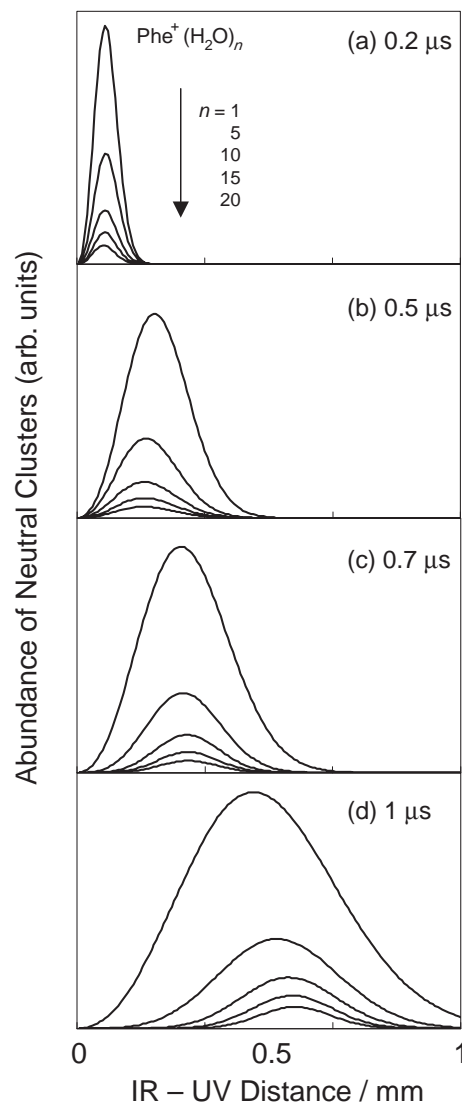 Phe⁺ (H₂O)ₙ
(a) 0.2 μs
n = 1
5
10
15
20
(b) 0.5 μs
(c) 0.7 μs
(d) 1 μs
Abundance of Neutral Clusters (arb. units)
0 0.5 1
IR – UV Distance / mm